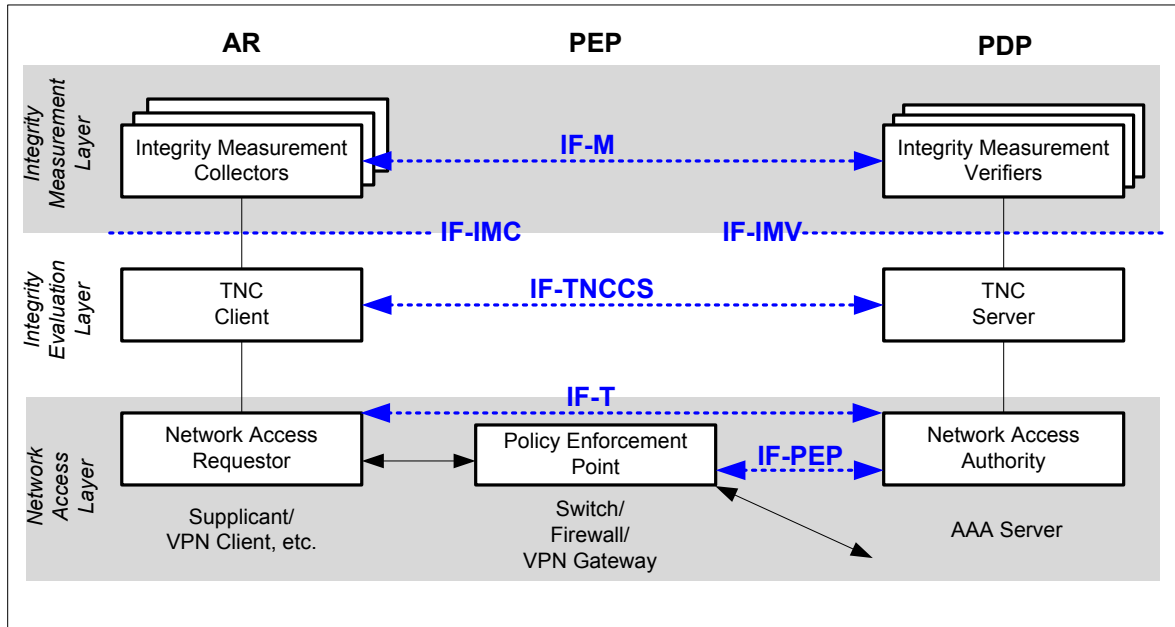 AR
PEP
PDP
Integrity
Measurement
Layer
Integrity Measurement
Collectors
IF-M
Integrity Measurement
Verifiers
IF-IMC
IF-IMV
Integrity
Evaluation
Layer
TNC
Client
IF-TNCCS
TNC
Server
Network
Access
Layer
IF-T
Network Access
Requestor
Policy Enforcement
Point
IF-PEP
Network Access
Authority
Supplicant/
VPN Client, etc.
Switch/
Firewall/
VPN Gateway
AAA Server